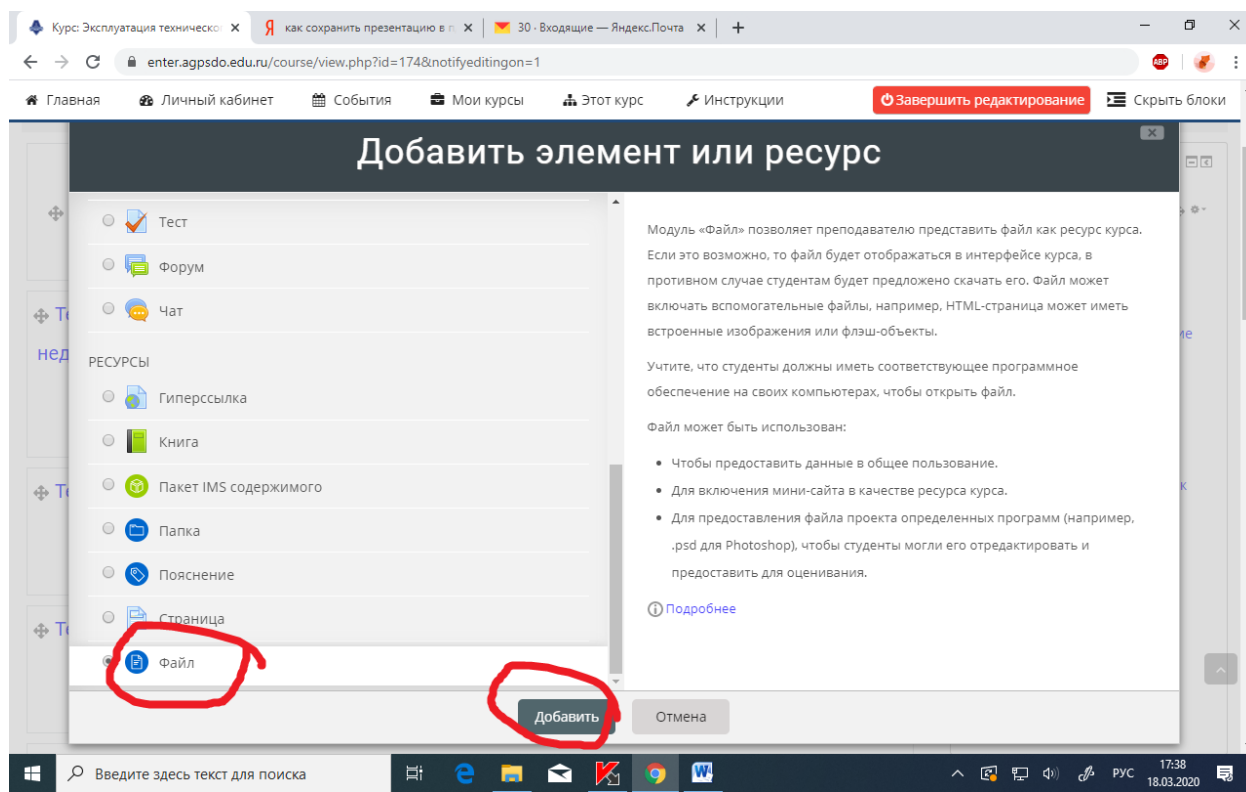 Курс: Эксплуатация техническо
как сохранить презентацию в п
30 · Входящие — Яндекс.Почта
enter.agpsdo.edu.ru/course/view.php?id=174&notifyeditingon=1
ABP
Главная Личный кабинет События Мои курсы Этот курс Инструкции Завершить редактирование Скрыть блоки
Добавить элемент или ресурс
Тест
Форум
Чат
РЕСУРСЫ
Гиперссылка
Книга
Пакет IMS содержимого
Папка
Пояснение
Страница
Файл
Модуль «Файл» позволяет преподавателю представить файл как ресурс курса.
Если это возможно, то файл будет отображаться в интерфейсе курса, в
противном случае студентам будет предложено скачать его. Файл может
включать вспомогательные файлы, например, HTML-страница может иметь
встроенные изображения или флэш-объекты.
Учтите, что студенты должны иметь соответствующее программное
обеспечение на своих компьютерах, чтобы открыть файл.
Файл может быть использован:
Чтобы предоставить данные в общее пользование.
Для включения мини-сайта в качестве ресурса курса.
Для предоставления файла проекта определенных программ (например,
.psd для Photoshop), чтобы студенты могли его отредактировать и
предоставить для оценивания.
Подробнее
нед
Добавить Отмена
Введите здесь текст для поиска
РУС
17:38
18.03.2020